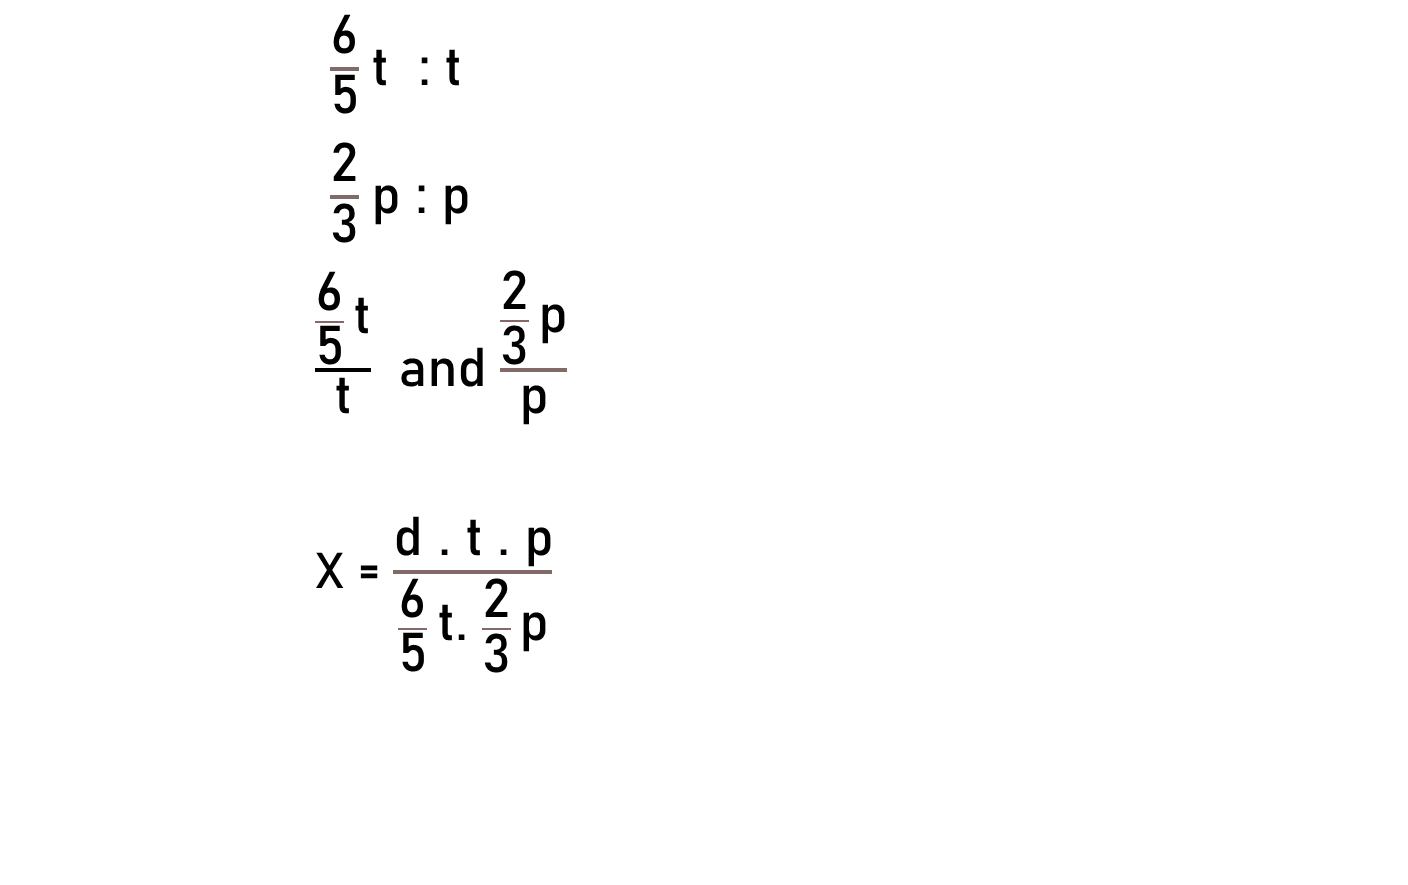 6/5 t : t
2/3 p : p
6/5 t / t and 2/3 p / p
X = d . t . p / 6/5 t. 2/3 p